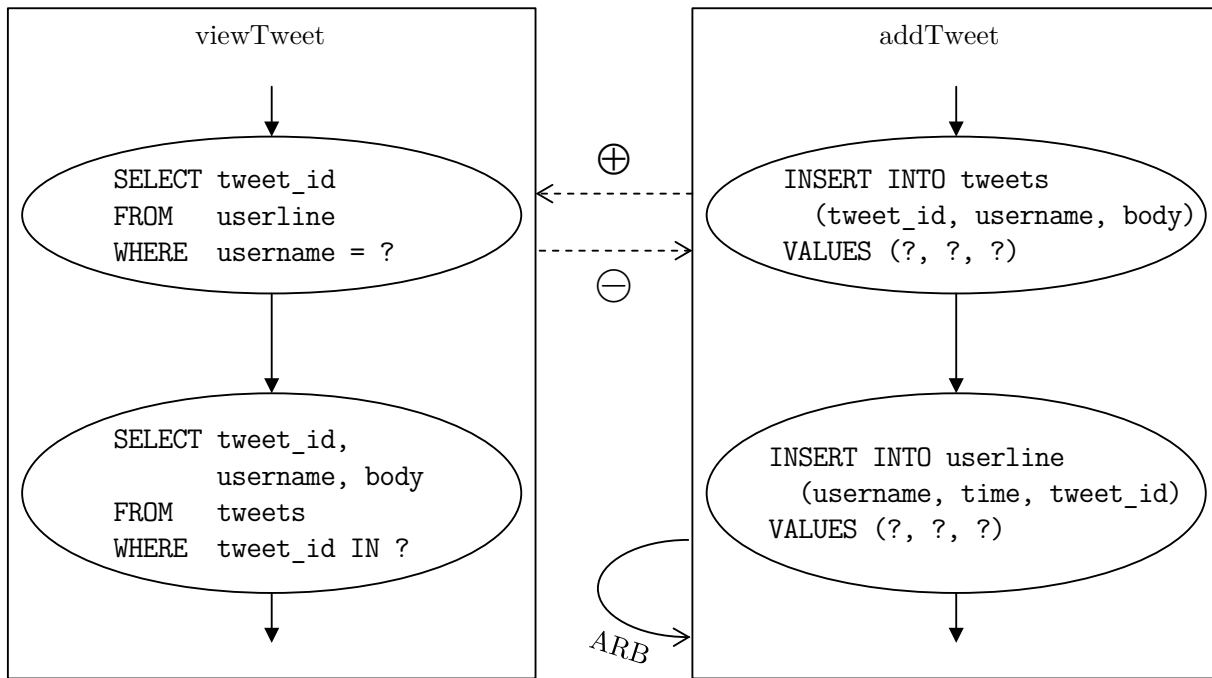 viewTweet
SELECT tweet_id
FROM   userline
WHERE  username = ?
SELECT tweet_id,
       username, body
FROM   tweets
WHERE  tweet_id IN ?
⊕
⊖
ARB
addTweet
INSERT INTO tweets
  (tweet_id, username, body)
VALUES (?, ?, ?)
INSERT INTO userline
  (username, time, tweet_id)
VALUES (?, ?, ?)